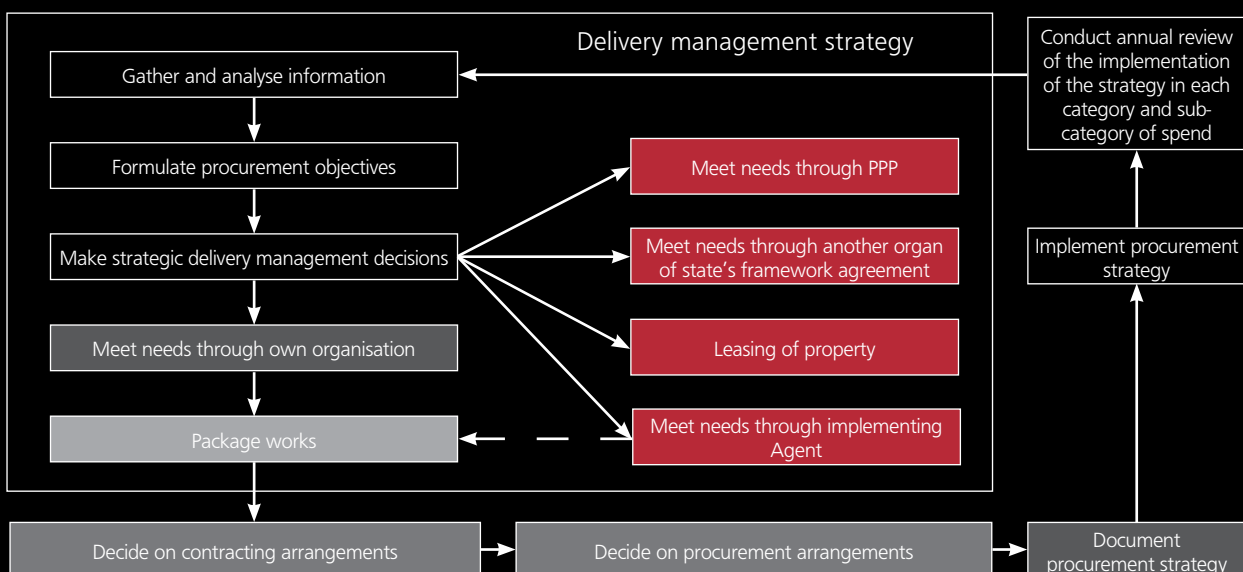 Delivery management strategy
Gather and analyse information
Formulate procurement objectives
Make strategic delivery management decisions
Meet needs through own organisation
Package works
Meet needs through PPP
Meet needs through another organ
of state’s framework agreement
Leasing of property
Meet needs through implementing
Agent
Decide on contracting arrangements
Decide on procurement arrangements
Document
procurement strategy
Implement procurement
strategy
Conduct annual review
of the implementation
of the strategy in each
category and sub-
category of spend